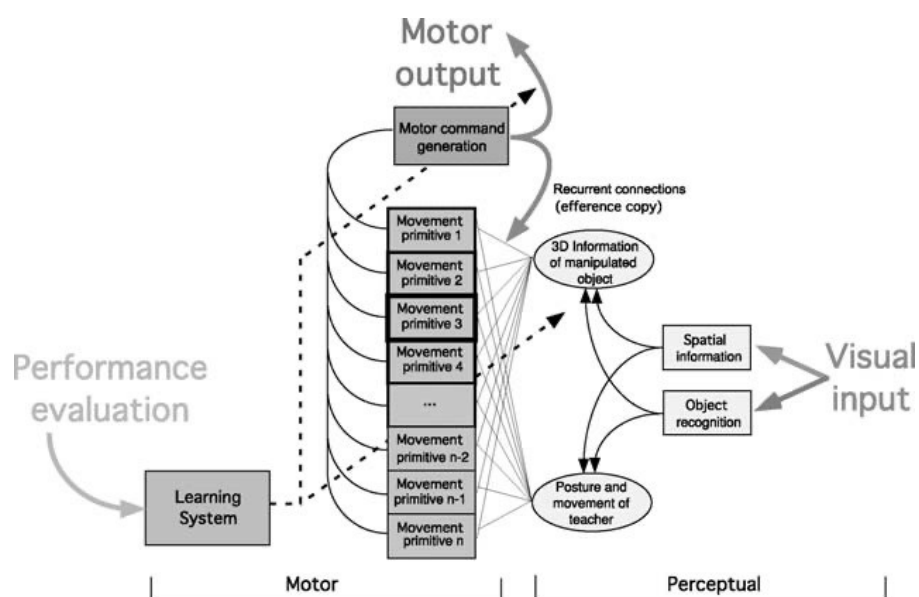 Motor
output
Motor command
generation
Recurrent connections
(efference copy)
Movement
primitive 1
Movement
primitive 2
Movement
primitive 3
Movement
primitive 4
...
Movement
primitive n-2
Movement
primitive n-1
Movement
primitive n
3D Information
of manipulated
object
Spatial
information
Object
recognition
Visual
input
Posture and
movement of
teacher
Performance
evaluation
Learning
System
Motor
Perceptual